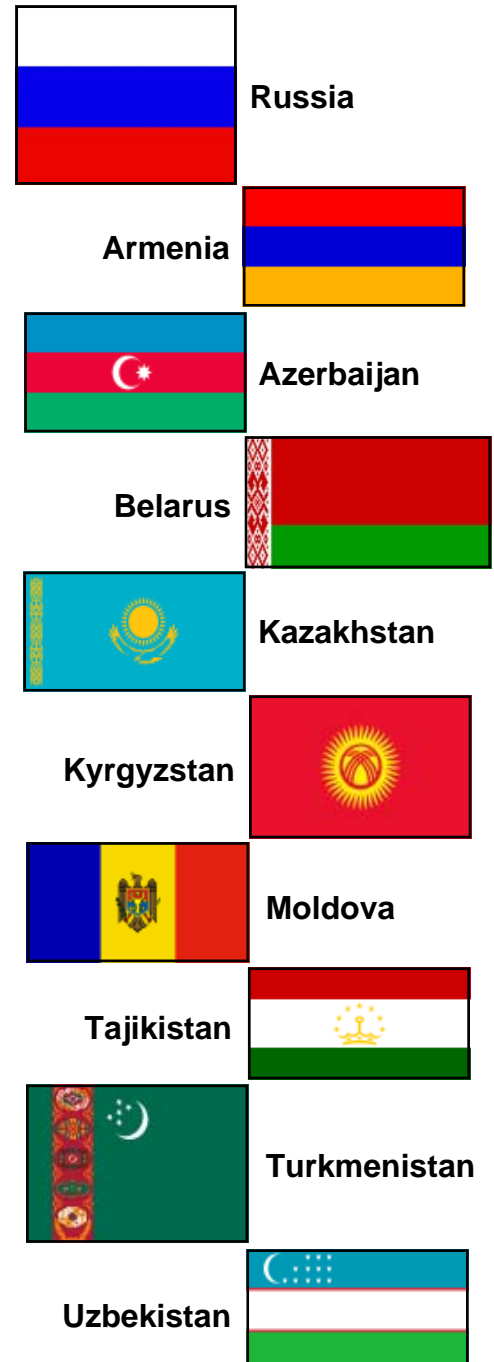 Russia
Armenia
Azerbaijan
Belarus
Kazakhstan
Kyrgyzstan
Moldova
Tajikistan
Turkmenistan
Uzbekistan